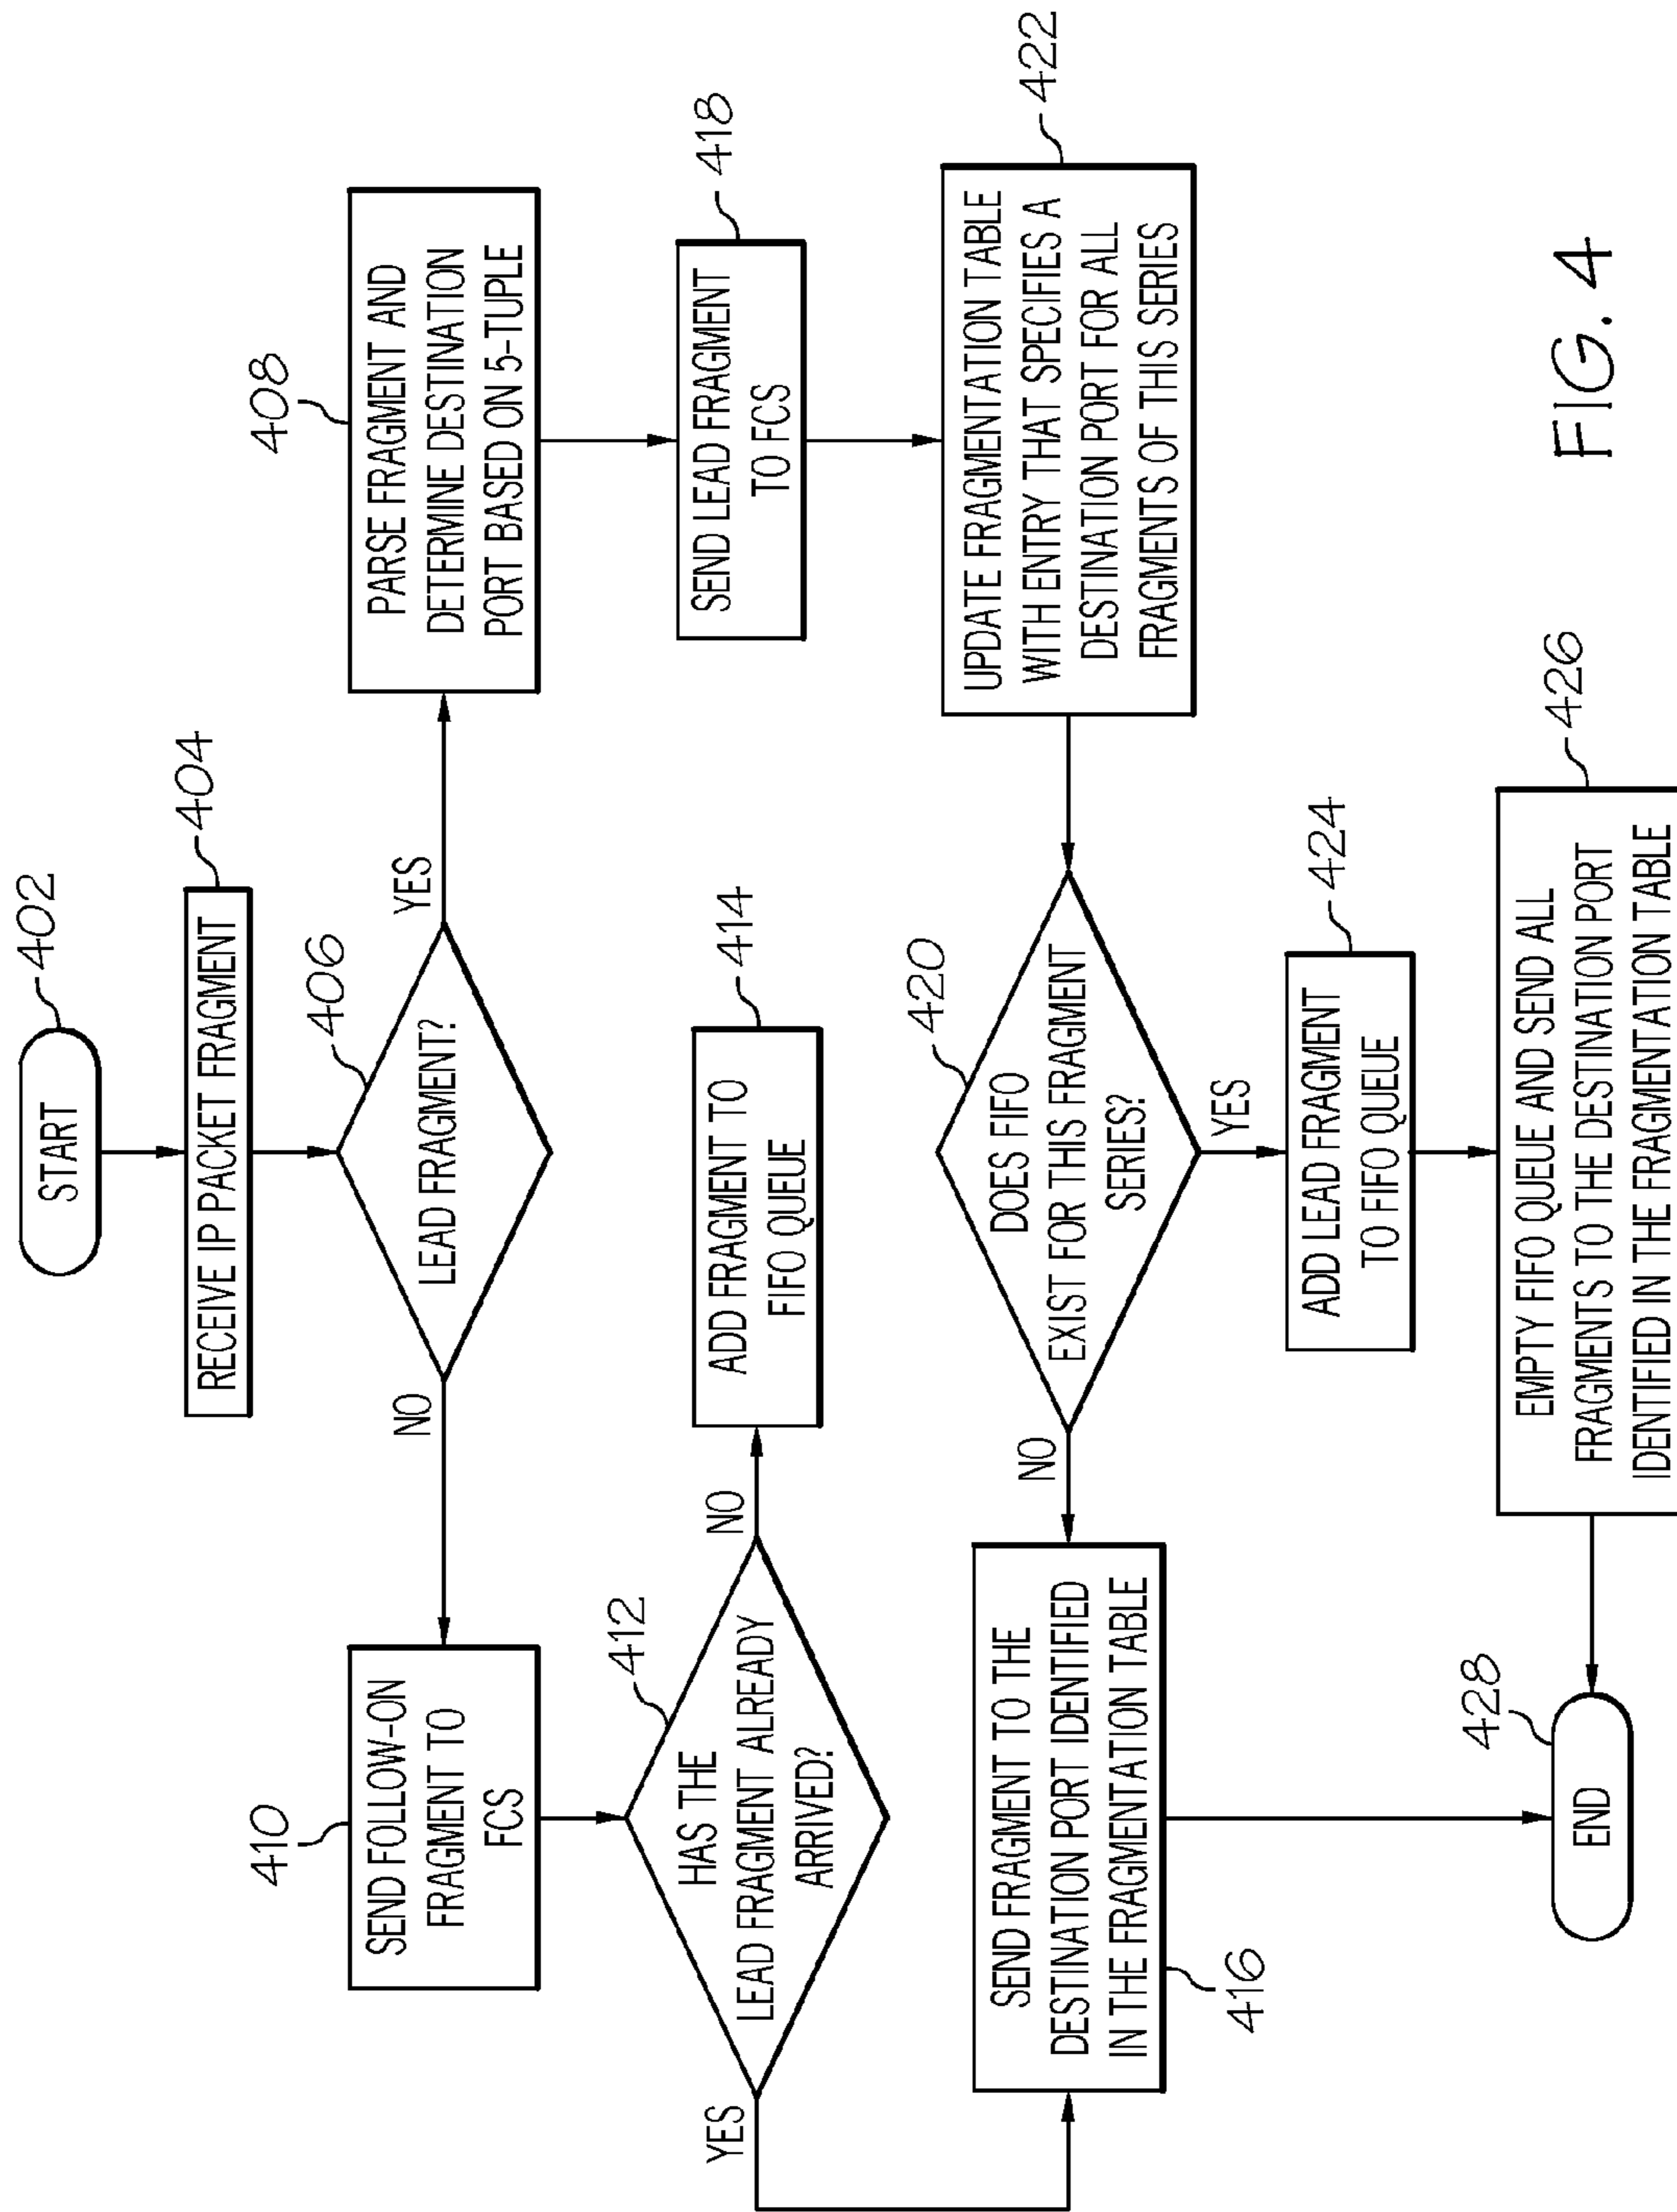 START
402
RECEIVE IP PACKET FRAGMENT
404
LEAD FRAGMENT?
406
NO
YES
410
SEND FOLLOW-ON
FRAGMENT TO
FCS
408
PARSE FRAGMENT AND
DETERMINE DESTINATION
PORT BASED ON 5-TUPLE
HAS THE
LEAD FRAGMENT ALREADY
ARRIVED?
412
YES
NO
ADD FRAGMENT TO
FIFO QUEUE
414
SEND LEAD FRAGMENT
TO FCS
418
SEND FRAGMENT TO THE
DESTINATION PORT IDENTIFIED
IN THE FRAGMENTATION TABLE
416
NO
DOES FIFO
EXIST FOR THIS FRAGMENT
SERIES?
420
YES
UPDATE FRAGMENTATION TABLE
WITH ENTRY THAT SPECIFIES A
DESTINATION PORT FOR ALL
FRAGMENTS OF THIS SERIES
422
ADD LEAD FRAGMENT
TO FIFO QUEUE
424
END
428
EMPTY FIFO QUEUE AND SEND ALL
FRAGMENTS TO THE DESTINATION PORT
IDENTIFIED IN THE FRAGMENTATION TABLE
426
FIG. 4